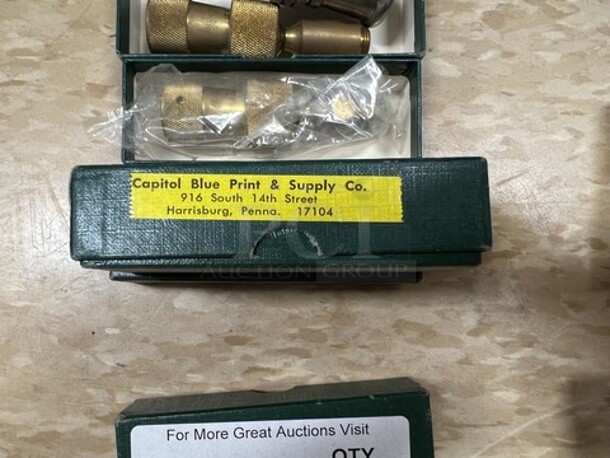 Capitol Blue Print & Supply Co.
916 South 14th Street
Harrisburg, Penna. 17104
PCI
AUCTION GROUP
For More Great Auctions Visit
QTY